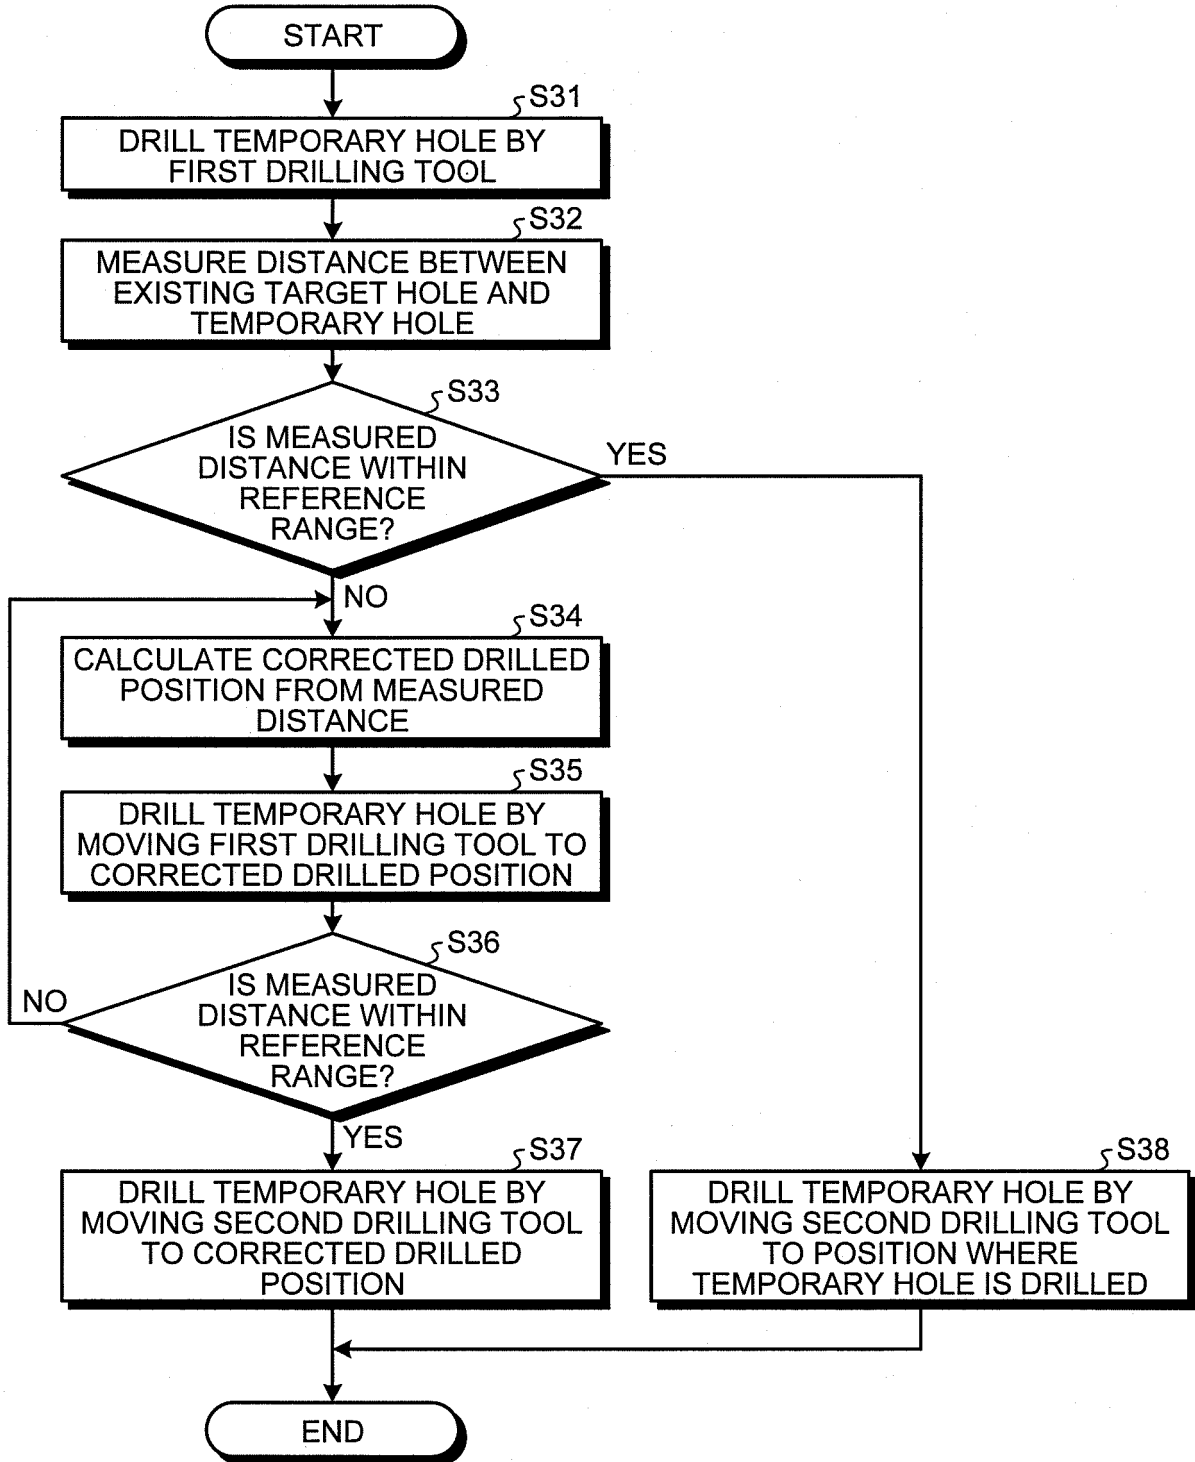 START
S31
DRILL TEMPORARY HOLE BY
FIRST DRILLING TOOL
S32
MEASURE DISTANCE BETWEEN
EXISTING TARGET HOLE AND
TEMPORARY HOLE
S33
IS MEASURED
DISTANCE WITHIN
REFERENCE
RANGE?
YES
NO
S34
CALCULATE CORRECTED DRILLED
POSITION FROM MEASURED
DISTANCE
S35
DRILL TEMPORARY HOLE BY
MOVING FIRST DRILLING TOOL TO
CORRECTED DRILLED POSITION
S36
IS MEASURED
DISTANCE WITHIN
REFERENCE
RANGE?
NO
YES
S37
DRILL TEMPORARY HOLE BY
MOVING SECOND DRILLING TOOL
TO CORRECTED DRILLED
POSITION
S38
DRILL TEMPORARY HOLE BY
MOVING SECOND DRILLING TOOL
TO POSITION WHERE
TEMPORARY HOLE IS DRILLED
END